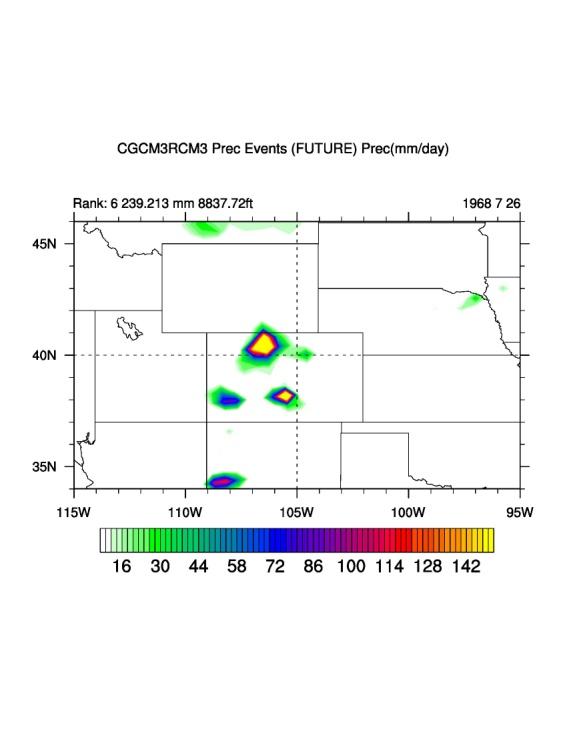 CGCM3RCM3 Prec Events (FUTURE) Prec(mm/day)
Rank: 6 239.213 mm 8837.72ft 1968 7 26
45N
40N
35N
115W 110W 105W 100W 95W
16 30 44 58 72 86 100 114 128 142